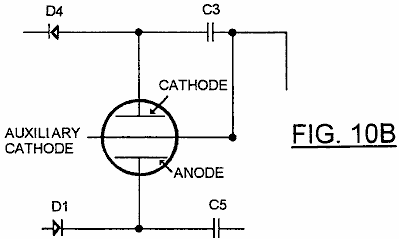 D4
C3
CATHODE
AUXILIARY
CATHODE
FIG. 10B
ANODE
D1
C5